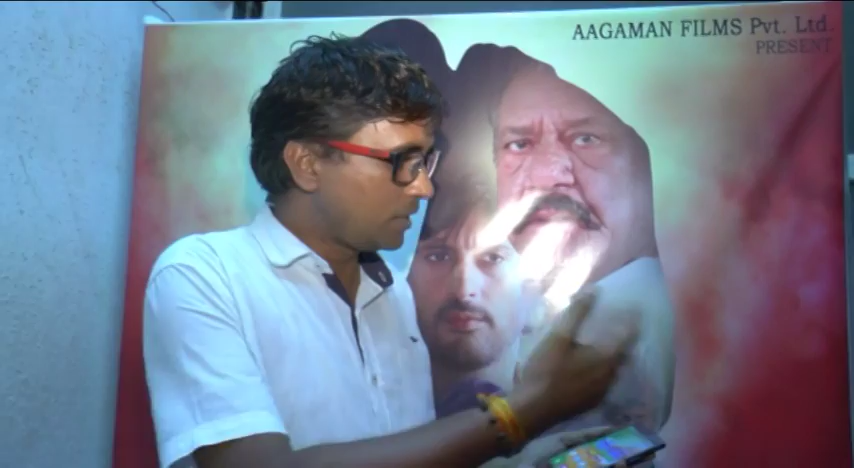 AAGAMAN FILMS Pvt. Ltd.
PRESENT